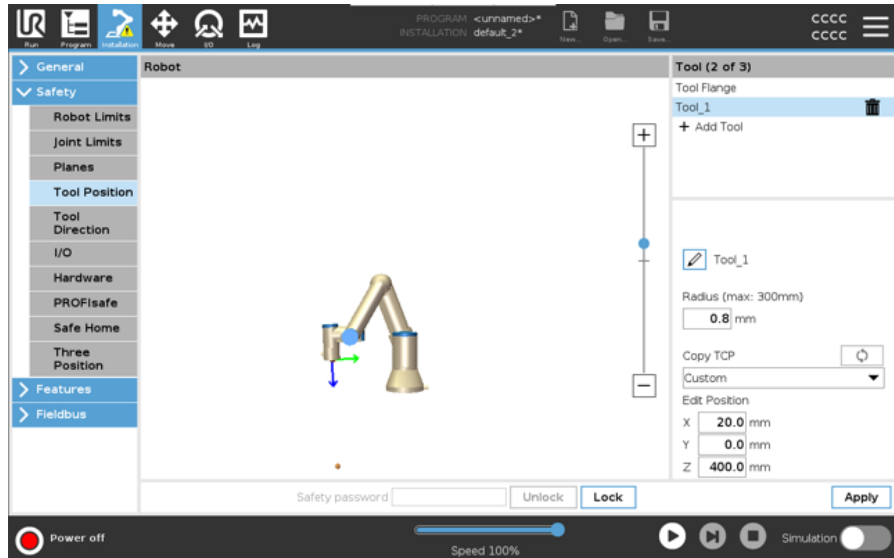 UR
PROGRAM <unnamed>*
INSTALLATION default_2*
Run
Program
Installation
Move
I/O
Log
New...
Open...
Save...
CCCC
CCCC
General
Safety
Robot Limits
Joint Limits
Planes
Tool Position
Tool
Direction
I/O
Hardware
PROFIsafe
Safe Home
Three
Position
Features
Fieldbus
Robot
+
−
Safety password
Unlock
Lock
Tool (2 of 3)
Tool Flange
Tool_1
+ Add Tool
Tool_1
Radius (max: 300mm)
0.8 mm
Copy TCP
Custom
Edit Position
X 20.0 mm
Y 0.0 mm
Z 400.0 mm
Apply
Power off
Speed 100%
Simulation